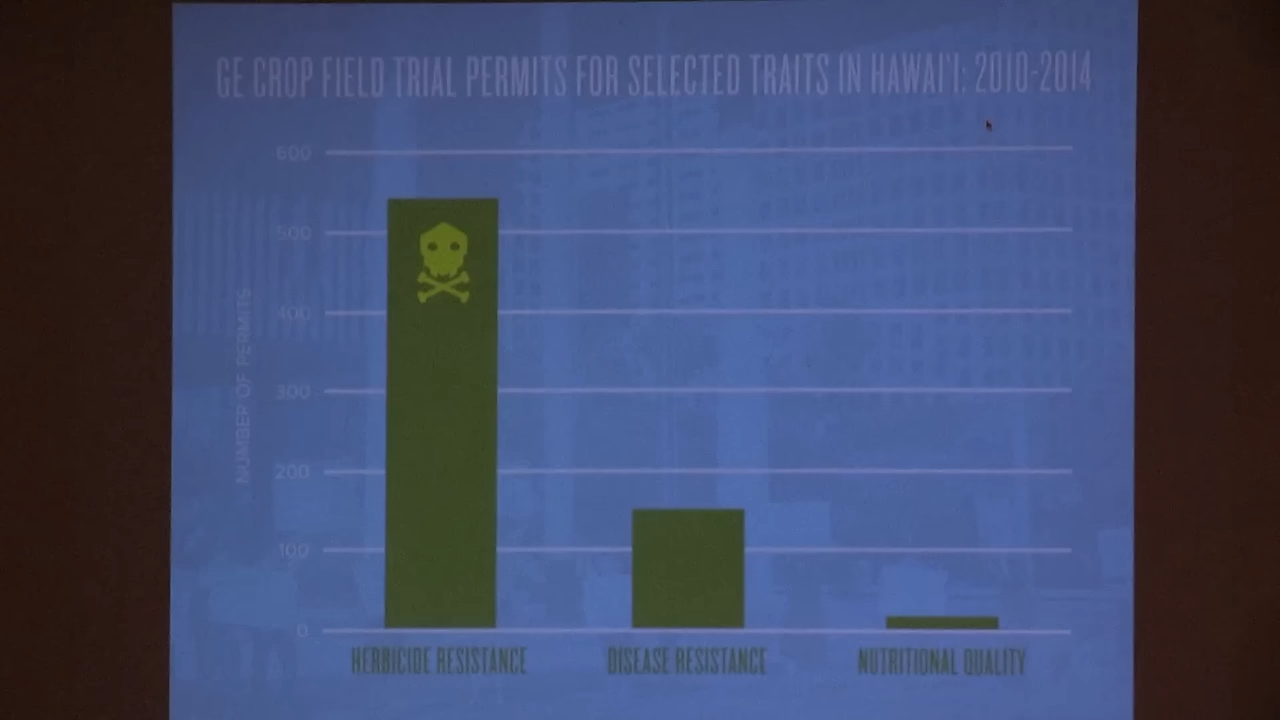 GE CROP FIELD TRIAL PERMITS FOR SELECTED TRAITS IN HAWAI'I: 2010-2014
600
500
400
300
200
100
0
NUMBER OF PERMITS
HERBICIDE RESISTANCE
DISEASE RESISTANCE
NUTRITIONAL QUALITY